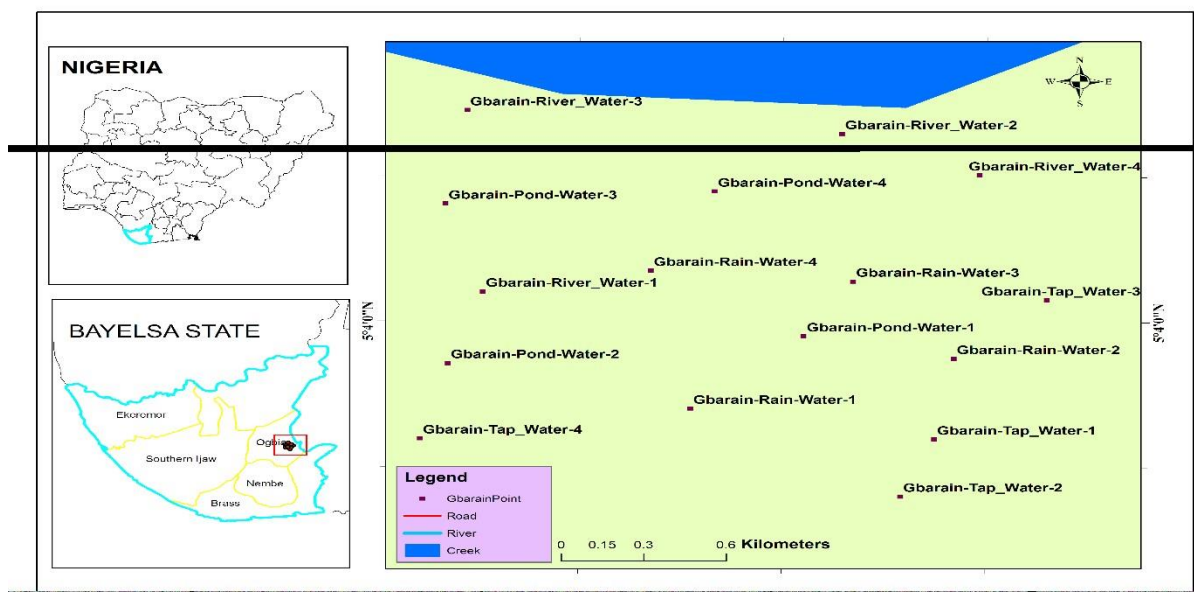 NIGERIA
BAYELSA STATE
Ekeremor
Southern Ijaw
Ogbia
Nembe
Brass
N
W E
S
Gbarain-River_Water-3
Gbarain-River_Water-2
Gbarain-River_Water-4
Gbarain-Pond-Water-4
Gbarain-Pond-Water-3
Gbarain-Rain-Water-4
Gbarain-Rain-Water-3
Gbarain-River_Water-1
Gbarain-Tap_Water-3
5°4'0"N
5°4'0"N
Gbarain-Pond-Water-1
Gbarain-Pond-Water-2
Gbarain-Rain-Water-2
Gbarain-Rain-Water-1
Gbarain-Tap_Water-4
Gbarain-Tap_Water-1
Gbarain-Tap_Water-2
Legend
GbarainPoint
Road
River
Creek
0 0.15 0.3 0.6 Kilometers